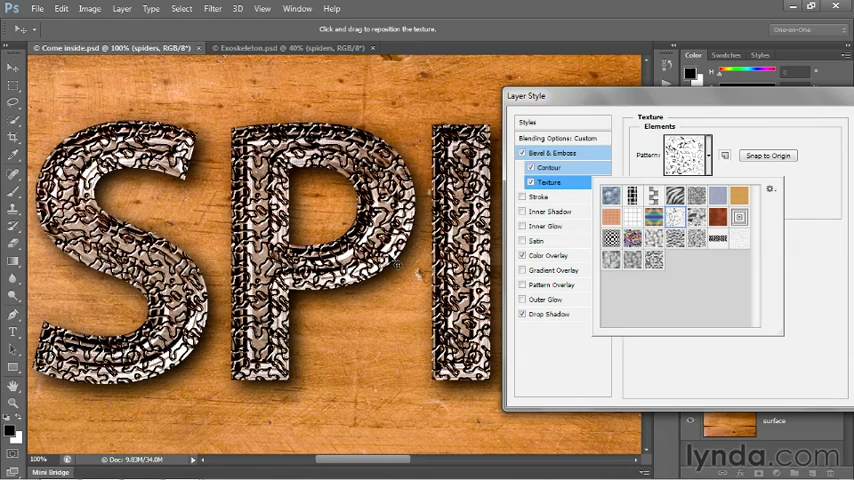 Ps File Edit Image Layer Type Select Filter 3D View Window Help
Click and drag to reposition the texture.
One-on-One
© Come inside.psd @ 100% (spiders, RGB/8*) ×
© Exoskeleton.psd @ 40% (spiders, RGB/8*) ×
Color Swatches Styles
H 0 °
SPI
Layer Style
Styles
Blending Options: Custom
Bevel & Emboss
Contour
Texture
Stroke
Inner Shadow
Inner Glow
Satin
Color Overlay
Gradient Overlay
Pattern Overlay
Outer Glow
Drop Shadow
Texture
Elements
Pattern:
Snap to Origin
surface
100%
Doc: 9.83M/34.0M
Mini Bridge
lynda.com